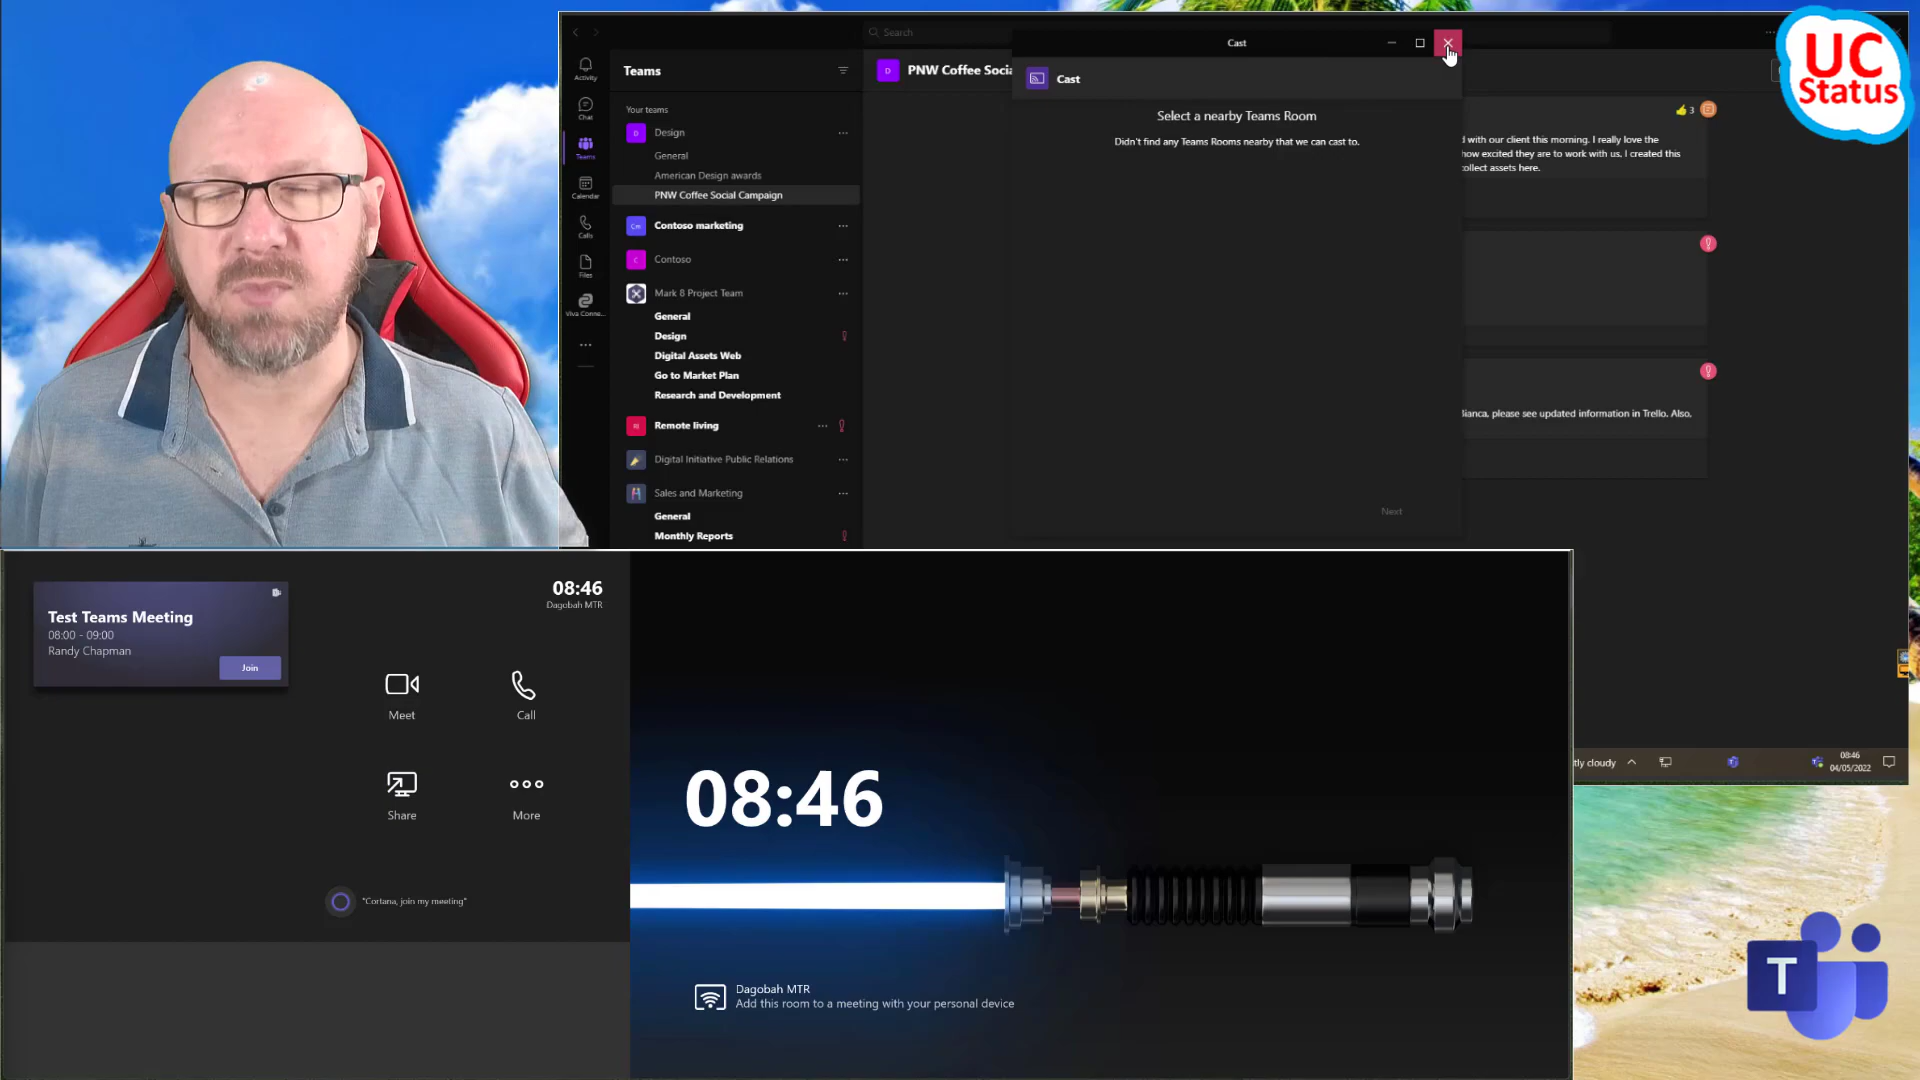 Search
Cast
UC
Status
Activity
Chat
Teams
Calendar
Calls
Files
Viva Conne...
Teams
Your teams
D
Design
General
American Design awards
PNW Coffee Social Campaign
Cm
Contoso marketing
C
Contoso
Mark 8 Project Team
General
Design
Digital Assets Web
Go to Market Plan
Research and Development
Rl
Remote living
Digital Initiative Public Relations
Sales and Marketing
General
Monthly Reports
D
PNW Coffee Socia
Cast
Select a nearby Teams Room
Didn't find any Teams Rooms nearby that we can cast to.
Next
3
d with our client this morning. I really love the
how excited they are to work with us, I created this
collect assets here.
Bianca, please see updated information in Trello. Also,
tly cloudy
08:46
04/05/2022
Test Teams Meeting
08:00 - 09:00
Randy Chapman
Join
08:46
Dagobah MTR
Meet
Call
Share
More
"Cortana, join my meeting"
08:46
Dagobah MTR
Add this room to a meeting with your personal device
T